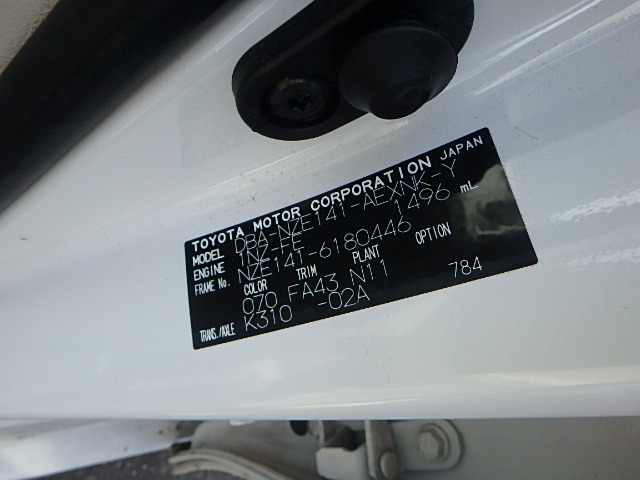 TOYOTA MOTOR CORPORATION JAPAN
MODEL DBA-NZE141-AEXNK-Y
ENGINE 1NZ-FE 1496 mL
FRAME No. NZE141-6180446
COLOR TRIM PLANT OPTION
070 FA43 N11 784
TRANS./AXLE K310 -02A